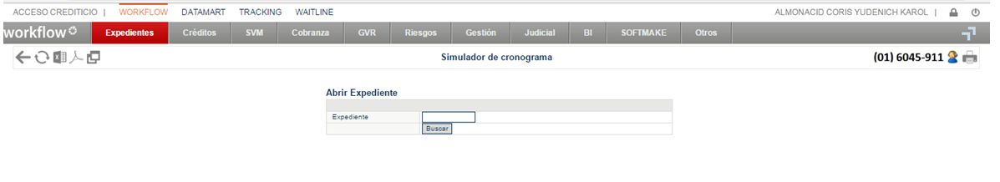 ACCESO CREDITICIO | WORKFLOW DATAMART TRACKING WAITLINE ALMONACID CORIS YUDENICH KAROL |
workflow Expedientes Créditos SVM Cobranza GVR Riesgos Gestión Judicial BI SOFTMAKE Otros
Simulador de cronograma (01) 6045-911
Abrir Expediente
Expediente
Buscar